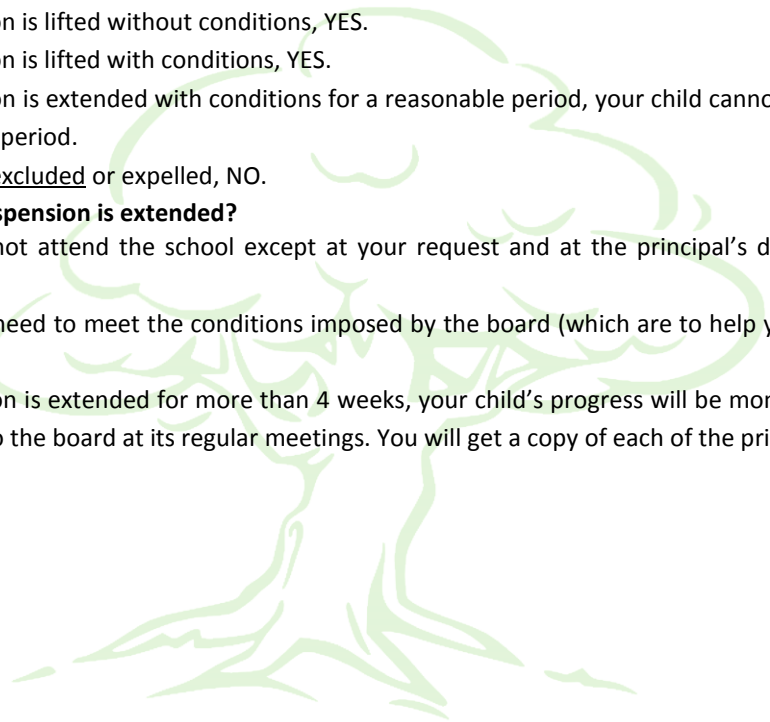 on is lifted without conditions, YES.
on is lifted with conditions, YES.
on is extended with conditions for a reasonable period, your child canno
period.
excluded or expelled, NO.
spension is extended?
not attend the school except at your request and at the principal's d
need to meet the conditions imposed by the board (which are to help y
on is extended for more than 4 weeks, your child's progress will be mon
o the board at its regular meetings. You will get a copy of each of the pri